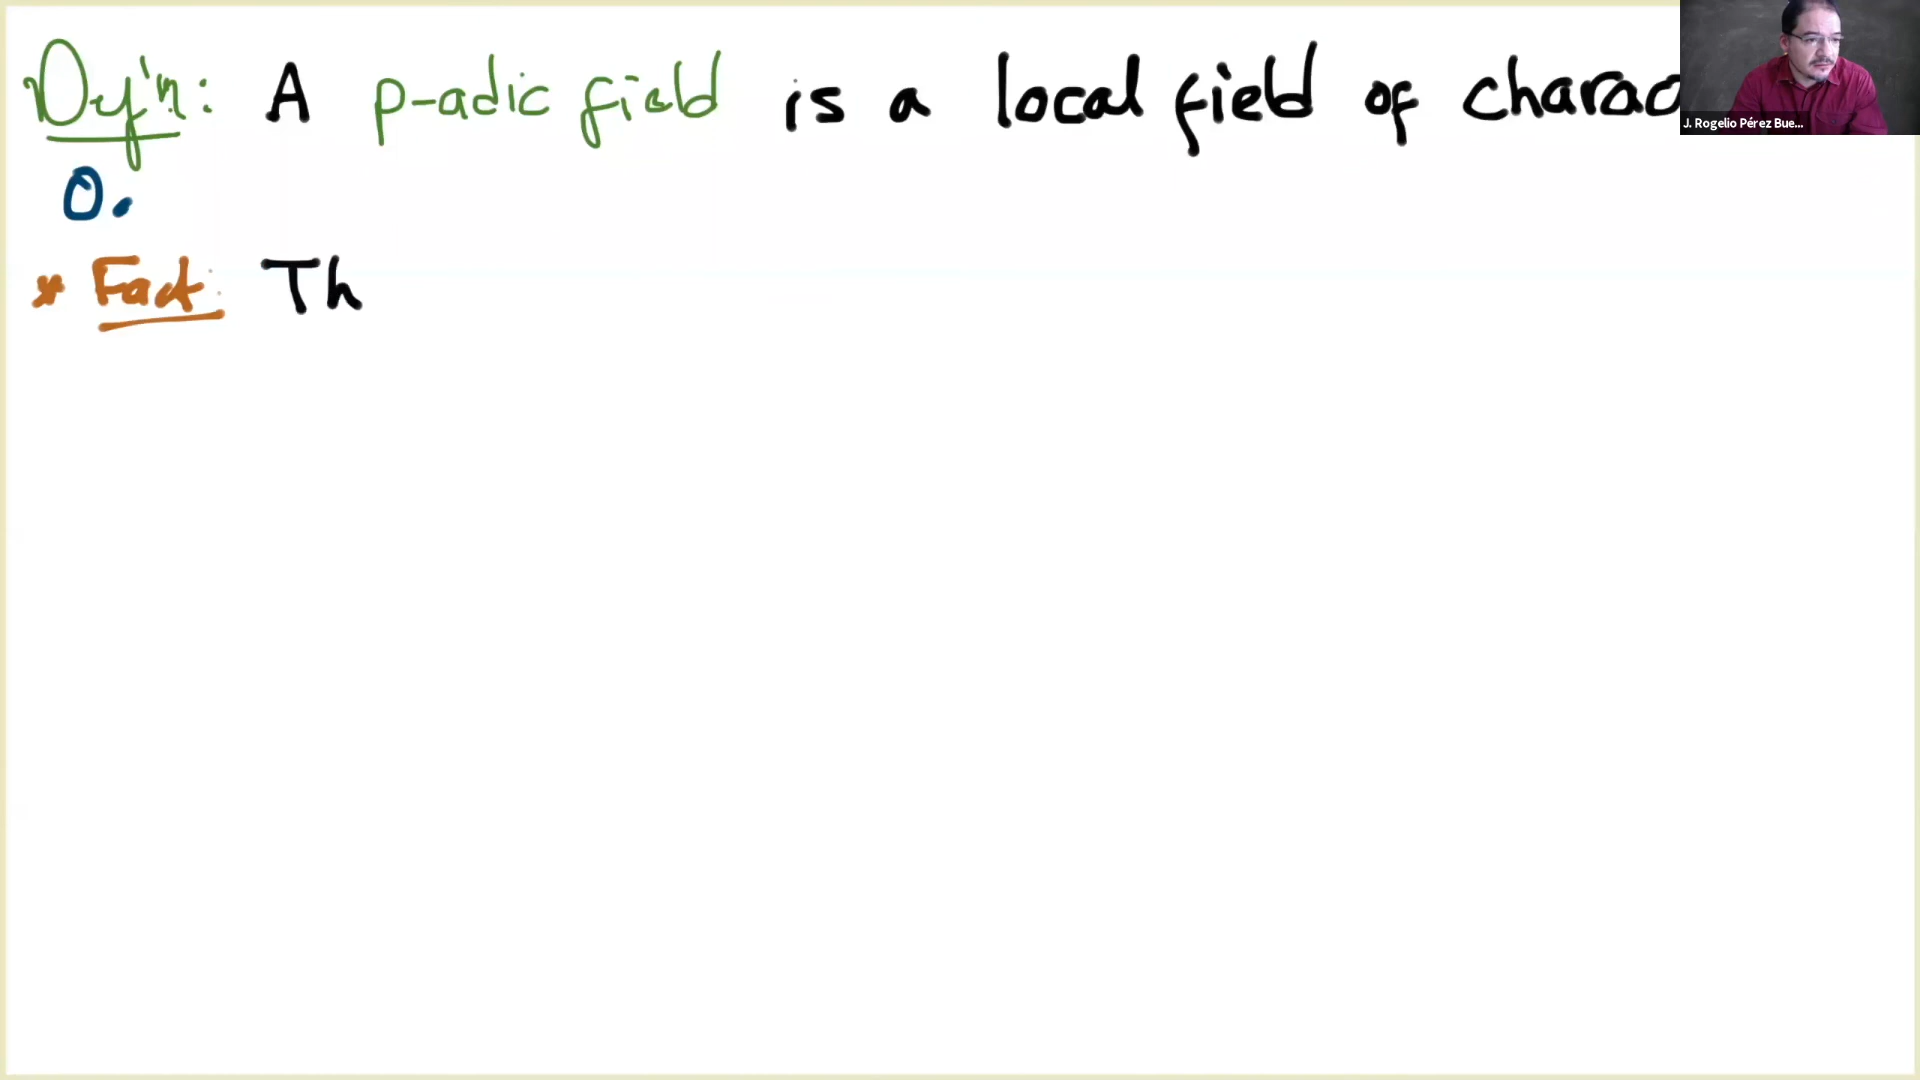 Def'n: A p-adic field is a local field of charac
J. Rogelio Pérez Bue...
0.
* Fact: Th